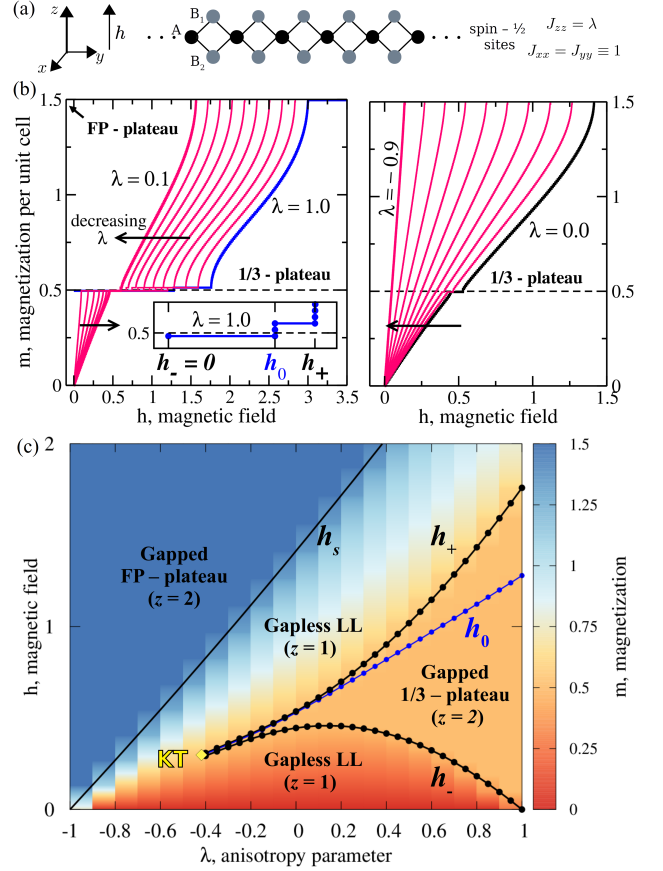 (a)
z
h
x
y
B1
A
B2
. . .
. . .
spin – ½
sites
Jzz = λ
Jxx = Jyy ≡ 1
(b)
m, magnetization per unit cell
1.5
1
0.5
0
FP - plateau
λ = 0.1
decreasing
λ
λ = 1.0
1/3 - plateau
0.5
λ = 1.0
h- = 0
h0
h+
0 0.5 1 1.5 2 2.5 3 3.5
h, magnetic field
λ = – 0.9
λ = 0.0
1/3 - plateau
1.5
1
0.5
0
0 0.5 1 1.5
h, magnetic field
(c)
h, magnetic field
2
1
0
Gapped
FP – plateau
(z = 2)
hs
h+
Gapless LL
(z = 1)
h0
Gapped
1/3 – plateau
(z = 2)
KT
Gapless LL
(z = 1)
h-
-1 -0.8 -0.6 -0.4 -0.2 0 0.2 0.4 0.6 0.8 1
λ, anisotropy parameter
1.5
1.25
1
0.75
0.5
0.25
0
m, magnetization